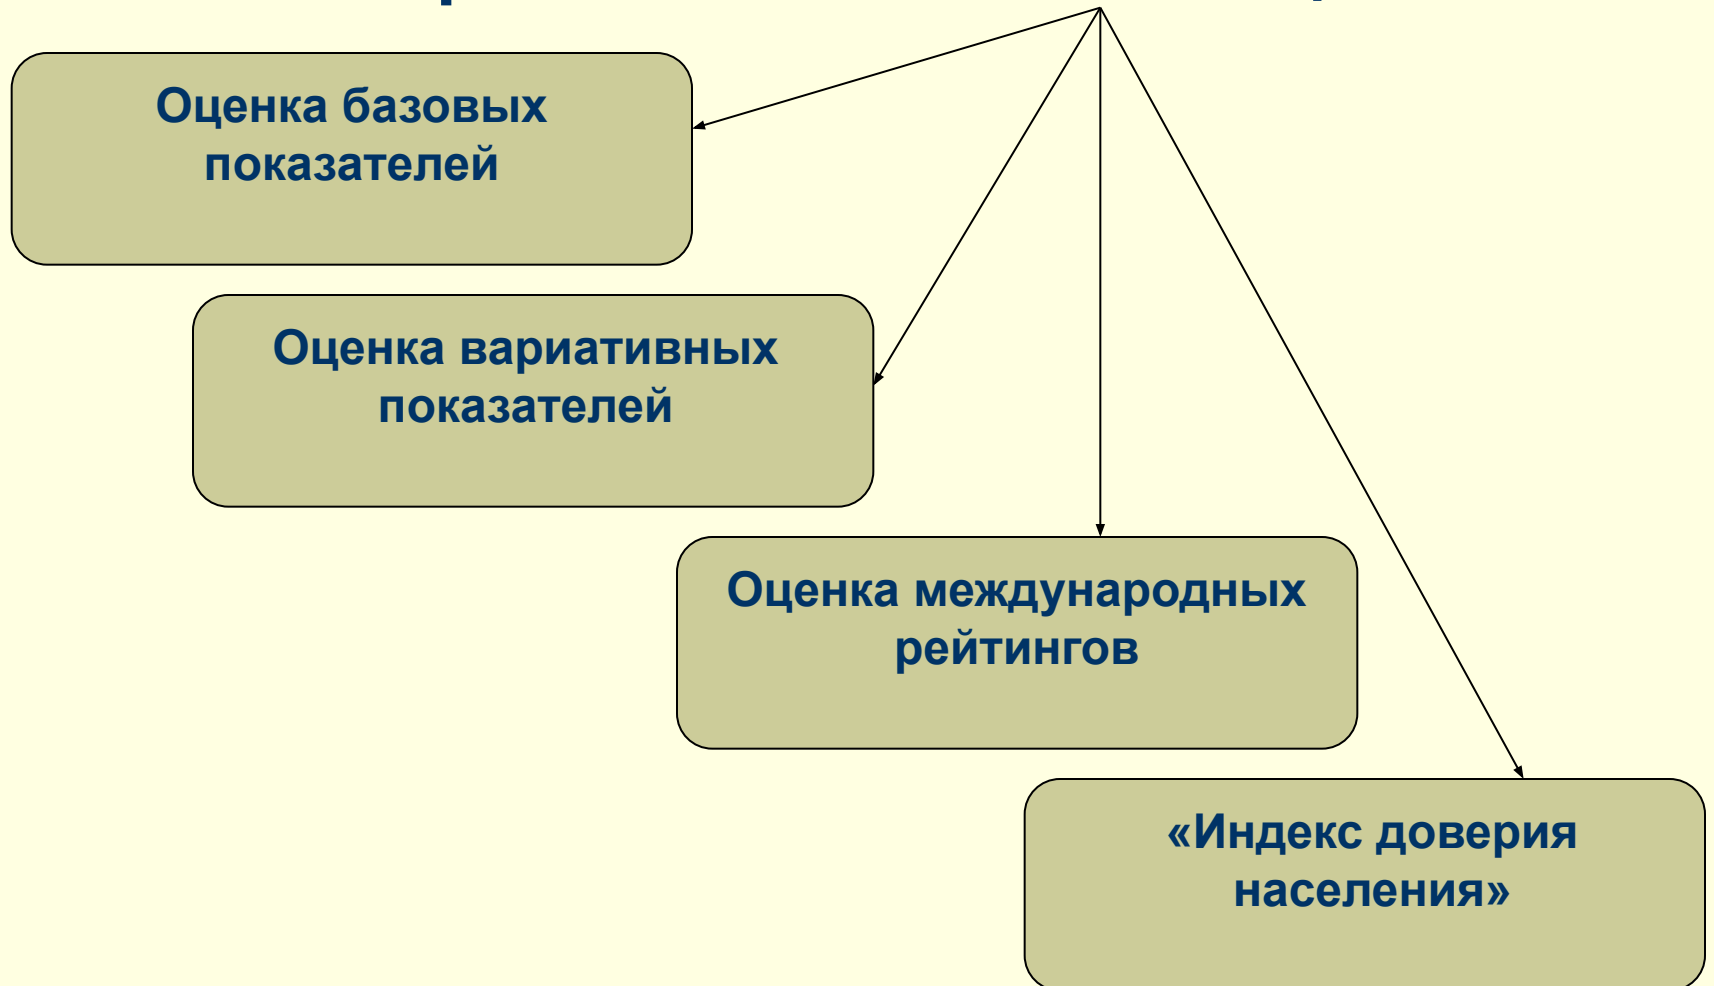 Оценка базовых
показателей
Оценка вариативных
показателей
Оценка международных
рейтингов
«Индекс доверия
населения»